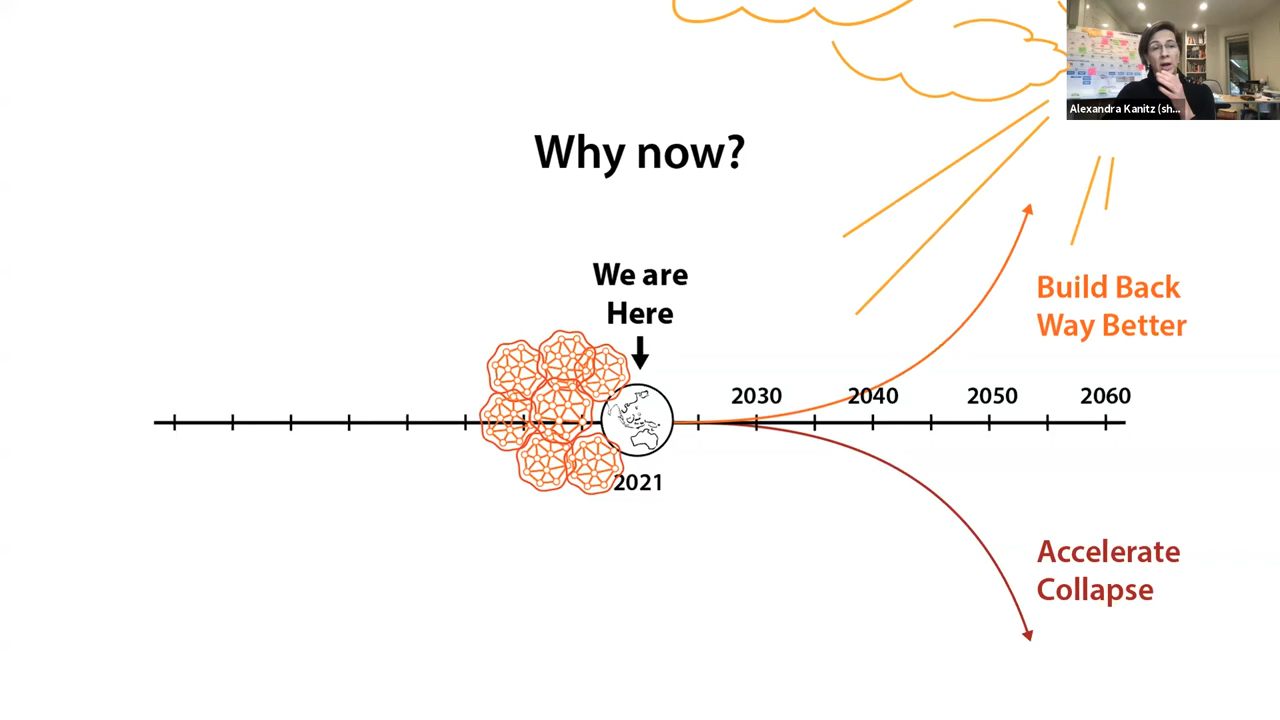 Alexandra Kanitz (sh...
Why now?
We are
Here
Build Back
Way Better
2030
2040
2050
2060
2021
Accelerate
Collapse